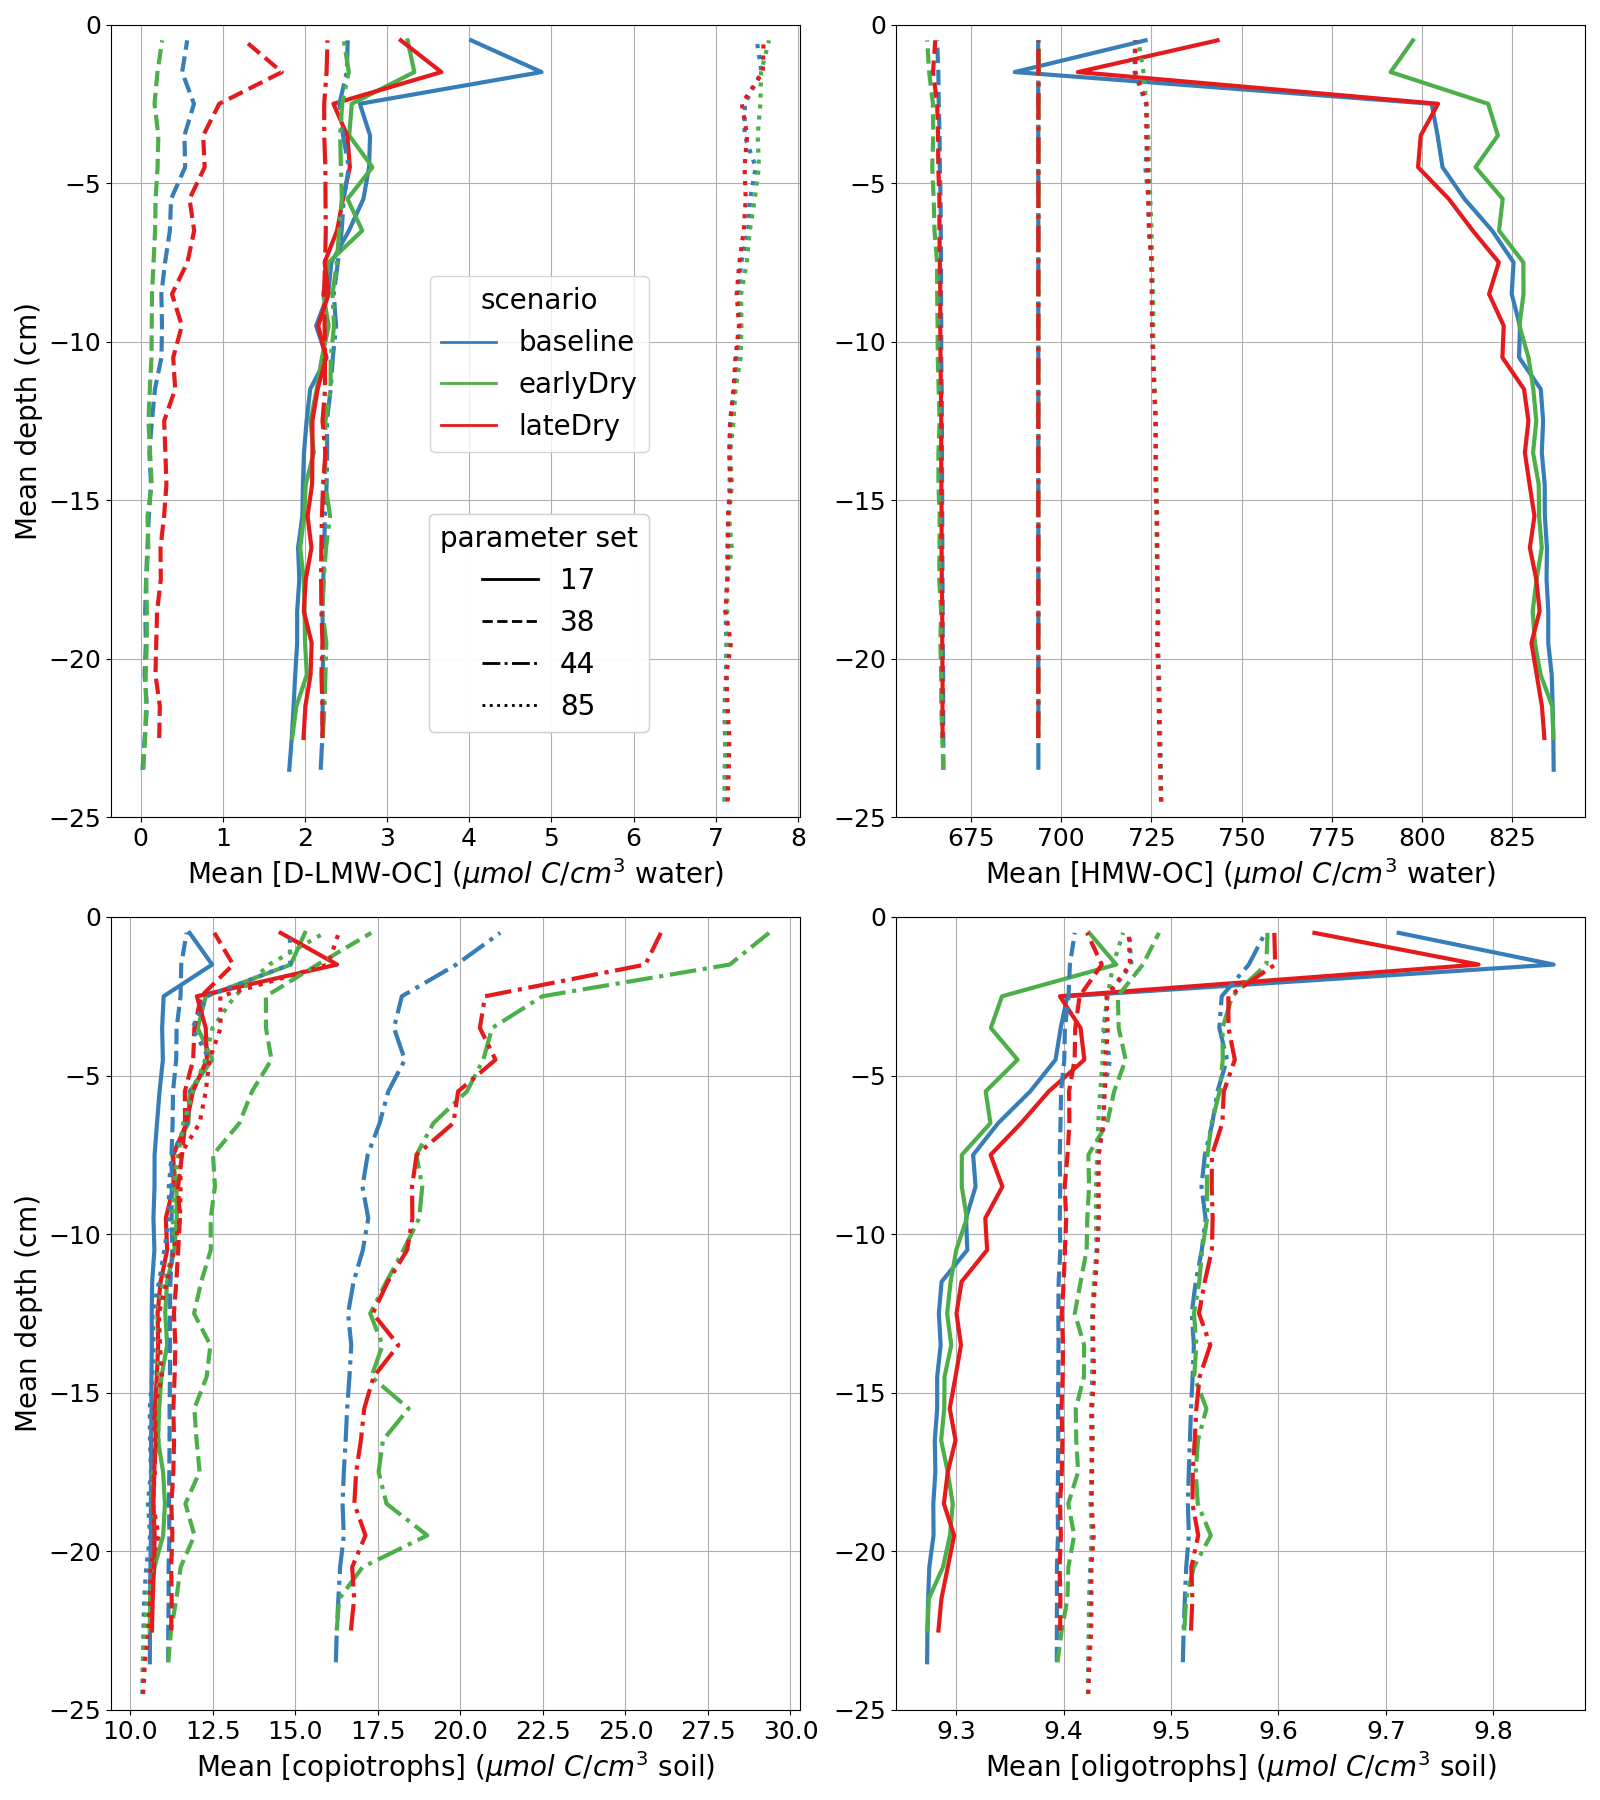 0
−5
−10
−15
−20
−25
Mean depth (cm)
scenario
baseline
earlyDry
lateDry
parameter set
17
38
44
85
0 1 2 3 4 5 6 7 8
Mean [D-LMW-OC] (μmol C/cm³ water)
0
−5
−10
−15
−20
−25
675 700 725 750 775 800 825
Mean [HMW-OC] (μmol C/cm³ water)
0
−5
−10
−15
−20
−25
Mean depth (cm)
10.0 12.5 15.0 17.5 20.0 22.5 25.0 27.5 30.0
Mean [copiotrophs] (μmol C/cm³ soil)
0
−5
−10
−15
−20
−25
9.3 9.4 9.5 9.6 9.7 9.8
Mean [oligotrophs] (μmol C/cm³ soil)